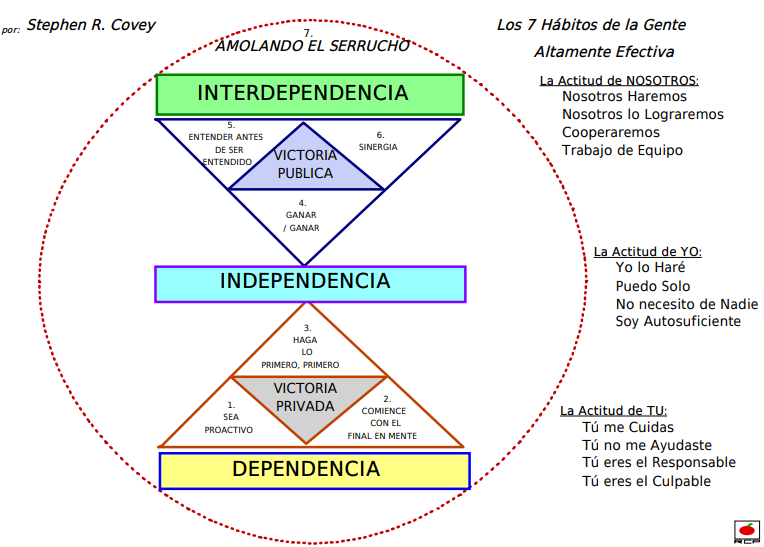 por: Stephen R. Covey
Los 7 Hábitos de la Gente
Altamente Efectiva
7.
AMOLANDO EL SERRUCHO
INTERDEPENDENCIA
La Actitud de NOSOTROS:
Nosotros Haremos
Nosotros lo Lograremos
Cooperaremos
Trabajo de Equipo
5.
ENTENDER ANTES
DE SER
ENTENDIDO
VICTORIA
PUBLICA
6.
SINERGIA
4.
GANAR
/ GANAR
INDEPENDENCIA
La Actitud de YO:
Yo lo Haré
Puedo Solo
No necesito de Nadie
Soy Autosuficiente
3.
HAGA
LO
PRIMERO, PRIMERO
VICTORIA
PRIVADA
1.
SEA
PROACTIVO
2.
COMIENCE
CON EL
FINAL EN MENTE
DEPENDENCIA
La Actitud de TU:
Tú me Cuidas
Tú no me Ayudaste
Tú eres el Responsable
Tú eres el Culpable